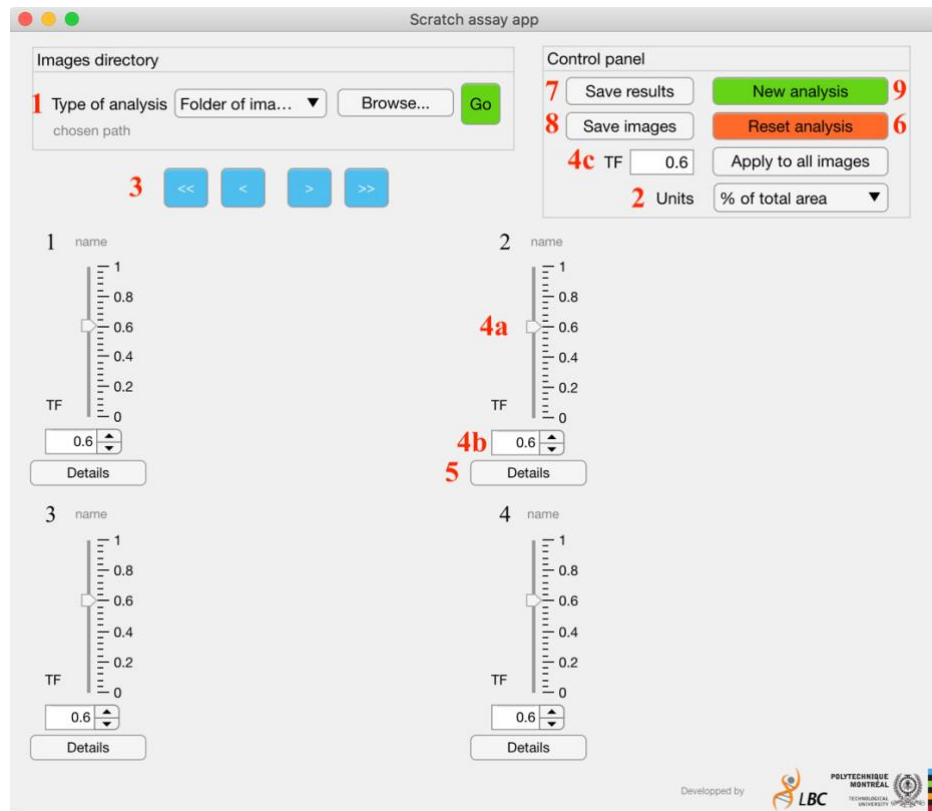 Scratch assay app
Images directory
1 Type of analysis Folder of ima... ▼ Browse... Go
chosen path
3 << < > >>
Control panel
7 Save results New analysis 9
8 Save images Reset analysis 6
4c TF 0.6 Apply to all images
2 Units % of total area ▼
1 name
1
0.8
0.6
0.4
0.2
0
TF
0.6
Details
2 name
1
0.8
4a 0.6
0.4
0.2
0
TF
4b 0.6
5 Details
3 name
1
0.8
0.6
0.4
0.2
0
TF
0.6
Details
4 name
1
0.8
0.6
0.4
0.2
0
TF
0.6
Details
Developped by
LBC
POLYTECHNIQUE
MONTRÉAL
TECHNOLOGICAL
UNIVERSITY